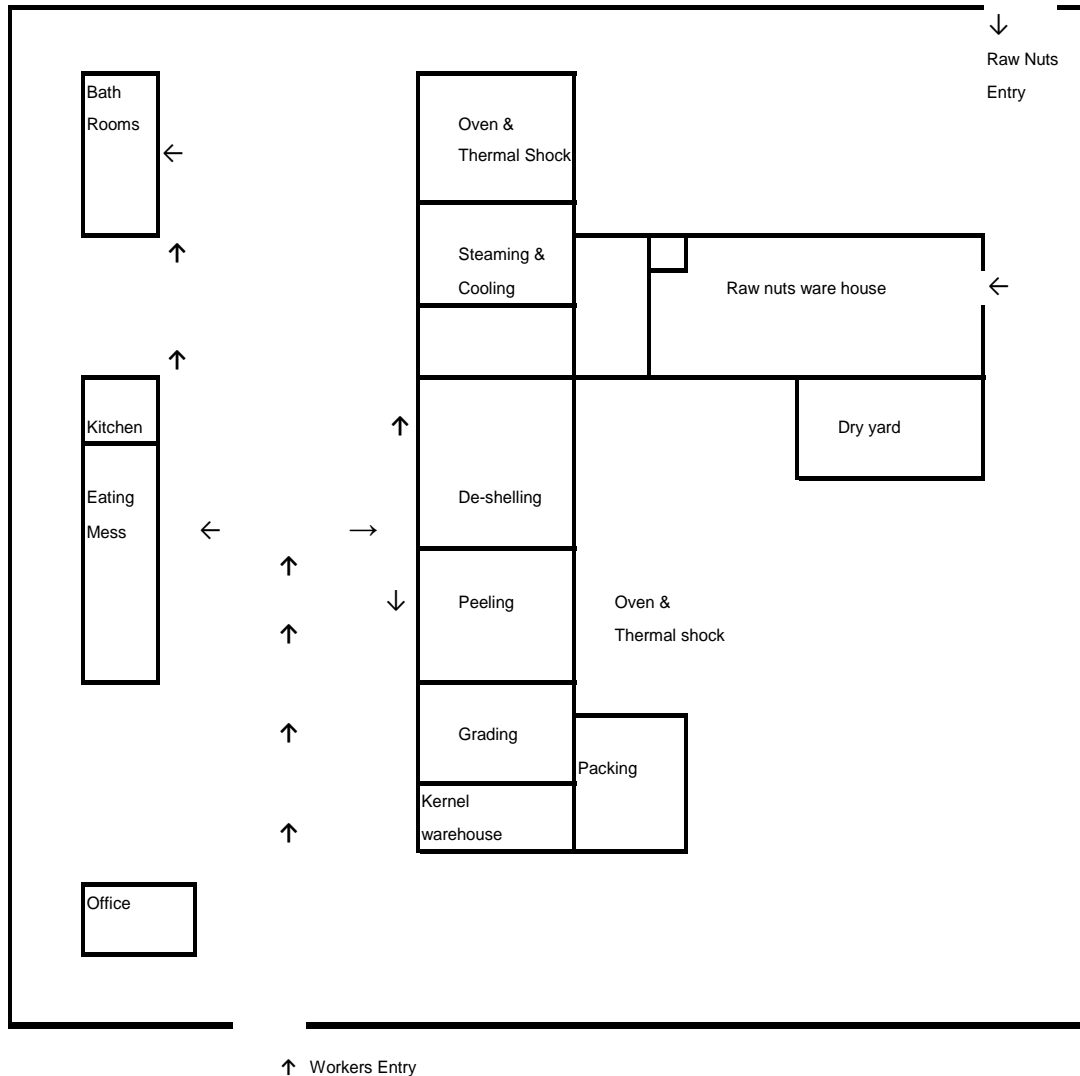 ↓
Raw Nuts
Entry
Bath
Rooms
←
Oven &
Thermal Shock
↑
Steaming &
Cooling
Raw nuts ware house
←
↑
Kitchen
↑
Dry yard
Eating
Mess
←
→
De-shelling
↑
↓
Peeling
Oven &
Thermal shock
↑
↑
Grading
Packing
Kernel
warehouse
↑
Office
↑ Workers Entry